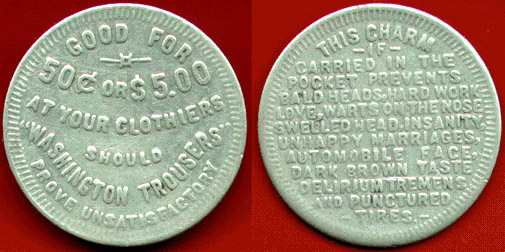 GOOD FOR
50¢ OR $5.00
AT YOUR CLOTHIERS
SHOULD
"WASHINGTON TROUSERS"
PROVE UNSATISFACTORY
THIS CHARM
-IF-
CARRIED IN THE
POCKET PREVENTS
BALD HEADS, HARD WORK,
LOVE, WARTS ON THE NOSE
SWELLED HEAD, INSANITY,
UNHAPPY MARRIAGES,
AUTOMOBILE FACE,
DARK BROWN TASTE
DELIRIUM TREMENS
AND PUNCTURED
-TIRES.-